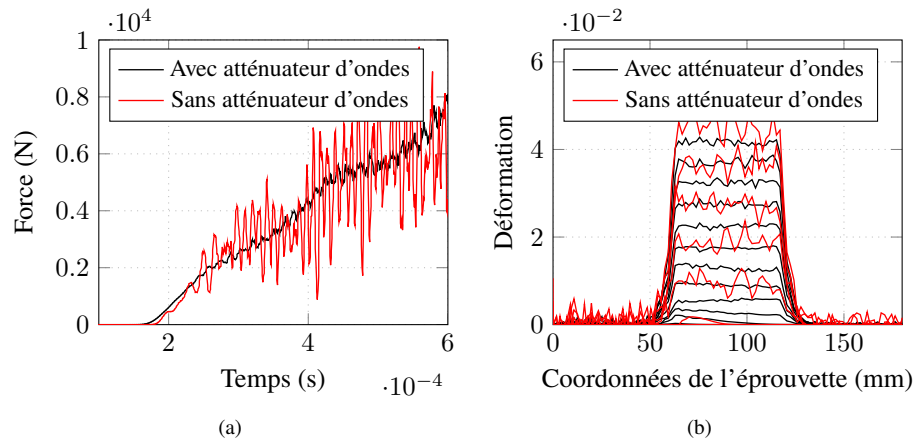 ·10⁴
1
0.8
0.6
0.4
0.2
0
2
4
6
Force (N)
Temps (s)
·10⁻⁴
Avec atténuateur d'ondes
Sans atténuateur d'ondes
(a)
·10⁻²
6
4
2
0
0
50
100
150
Déformation
Coordonnées de l'éprouvette (mm)
Avec atténuateur d'ondes
Sans atténuateur d'ondes
(b)